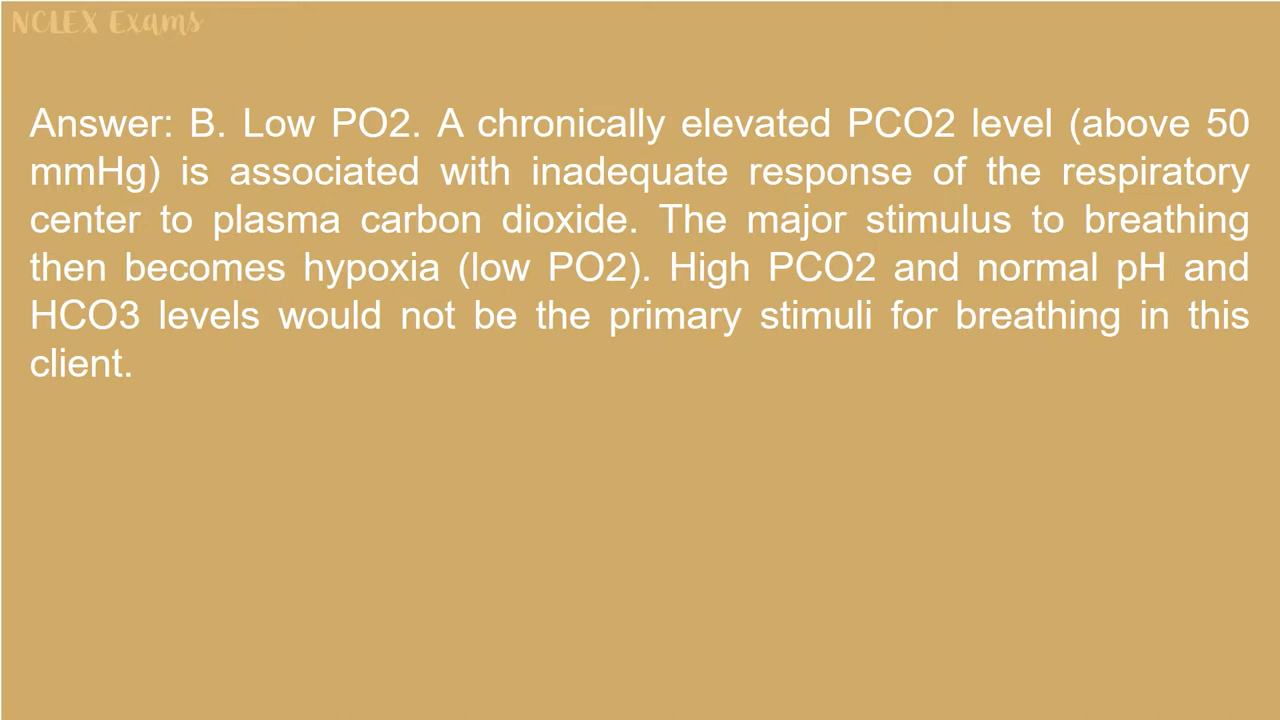 NCLEX Exams
Answer: B. Low PO2. A chronically elevated PCO2 level (above 50
mmHg) is associated with inadequate response of the respiratory
center to plasma carbon dioxide. The major stimulus to breathing
then becomes hypoxia (low PO2). High PCO2 and normal pH and
HCO3 levels would not be the primary stimuli for breathing in this
client.